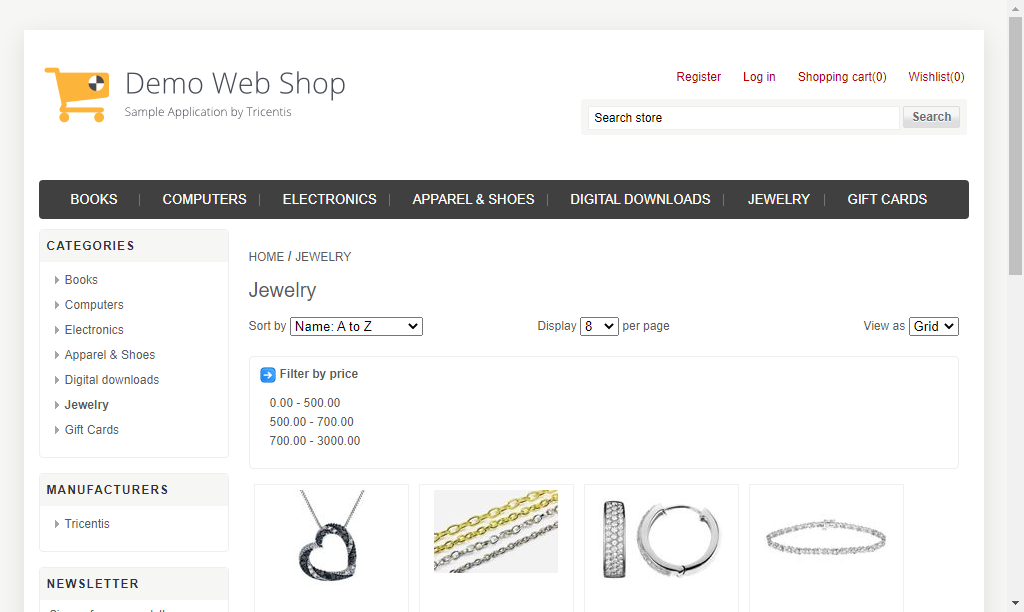 Demo Web Shop
Sample Application by Tricentis
Register Log in Shopping cart(0) Wishlist(0)
Search store Search
BOOKS COMPUTERS ELECTRONICS APPAREL & SHOES DIGITAL DOWNLOADS JEWELRY GIFT CARDS
CATEGORIES
Books
Computers
Electronics
Apparel & Shoes
Digital downloads
Jewelry
Gift Cards
MANUFACTURERS
Tricentis
NEWSLETTER
HOME / JEWELRY
Jewelry
Sort by Name: A to Z Display 8 per page View as Grid
Filter by price
0.00 - 500.00
500.00 - 700.00
700.00 - 3000.00